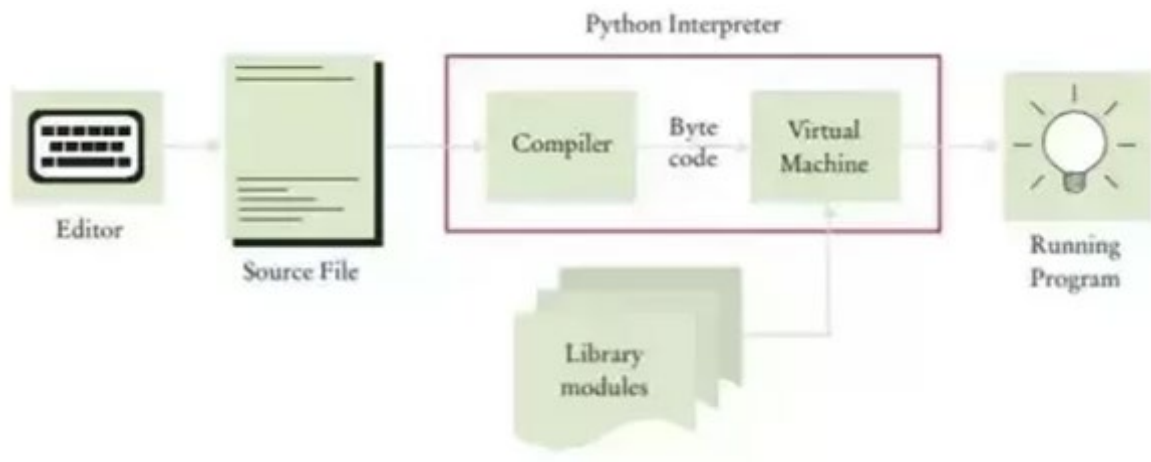 Python Interpreter
Editor
Source File
Compiler
Byte
code
Virtual
Machine
Running
Program
Library
modules